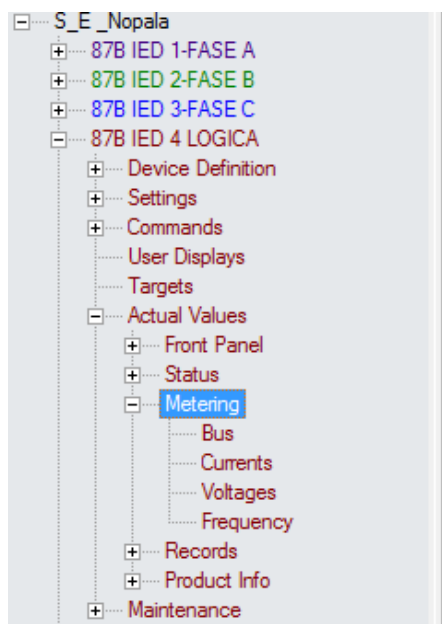 S_E _Nopala
87B IED 1-FASE A
87B IED 2-FASE B
87B IED 3-FASE C
87B IED 4 LOGICA
Device Definition
Settings
Commands
User Displays
Targets
Actual Values
Front Panel
Status
Metering
Bus
Currents
Voltages
Frequency
Records
Product Info
Maintenance